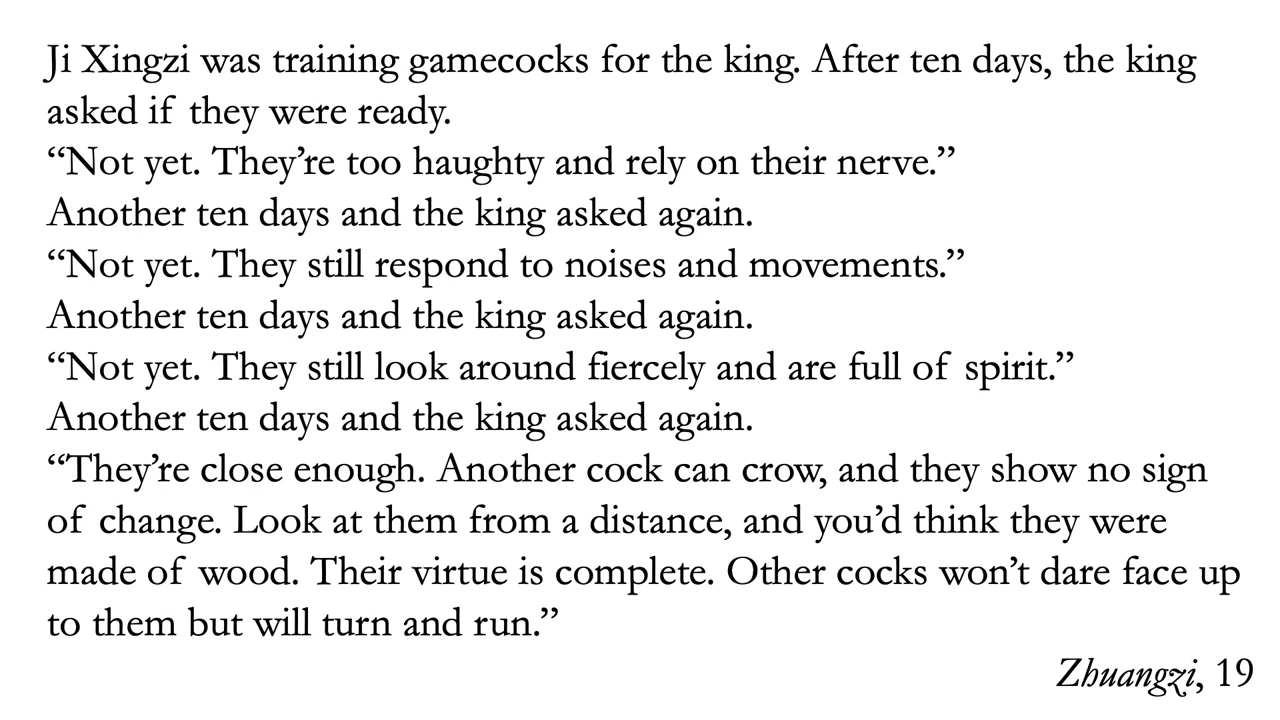 Ji Xingzi was training gamecocks for the king. After ten days, the king
asked if they were ready.
“Not yet. They’re too haughty and rely on their nerve.”
Another ten days and the king asked again.
“Not yet. They still respond to noises and movements.”
Another ten days and the king asked again.
“Not yet. They still look around fiercely and are full of spirit.”
Another ten days and the king asked again.
“They’re close enough. Another cock can crow, and they show no sign
of change. Look at them from a distance, and you’d think they were
made of wood. Their virtue is complete. Other cocks won’t dare face up
to them but will turn and run.”
Zhuangzi, 19